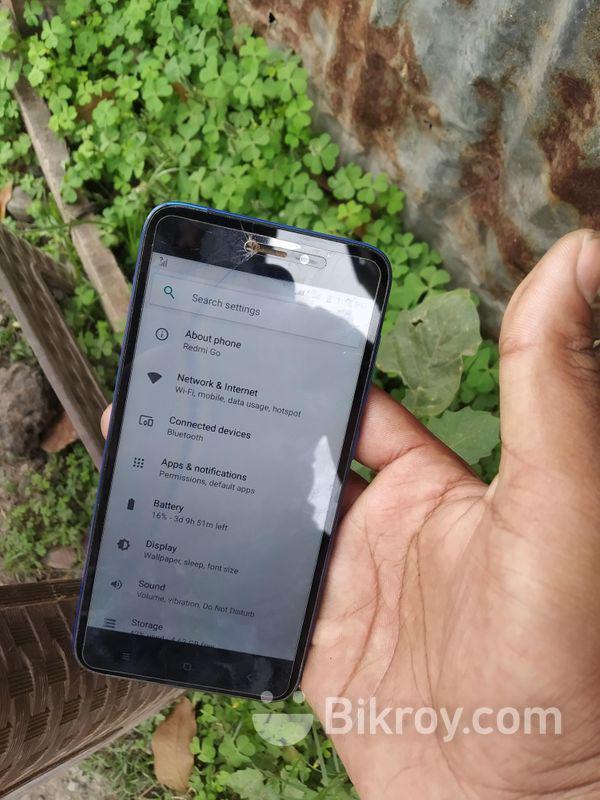 Search settings
About phone
Redmi Go
Network & Internet
Wi-Fi, mobile, data usage, hotspot
Connected devices
Bluetooth
Apps & notifications
Permissions, default apps
Battery
16% - 3d 9h 51m left
Display
Wallpaper, sleep, font size
Sound
Volume, vibration, Do Not Disturb
Storage
Bikroy.com